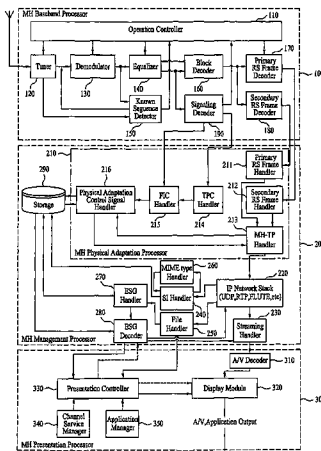 MH Baseband Processor
110
Operation Controller
170
Tuner
Demodulator
Equalizer
Block Decoder
Primary RS Frame Decoder
120
130
140
160
Known Sequence Detector
Signaling Decoder
Secondary RS Frame Decoder
150
190
180
210
290
216
211
Primary RS Frame Handler
Storage
Physical Adaptation Control Signal Handler
FIC Handler
TPC Handler
212
Secondary RS Frame Handler
213
215
214
MH-TP Handler
MH Physical Adaptation Processor
260
270
MIME type Handler
220
ESG Handler
SI Handler
IP Network Stack (UDP,RTP,FLUTE,etc)
280
240
230
ESG Decoder
File Handler
250
Streaming Handler
MH Management Processor
A/V Decoder
310
330
Presentation Controller
Display Module
320
Channel Service Manager
Application Manager
A/V,Application Output
340
350
MH Presentation Processor